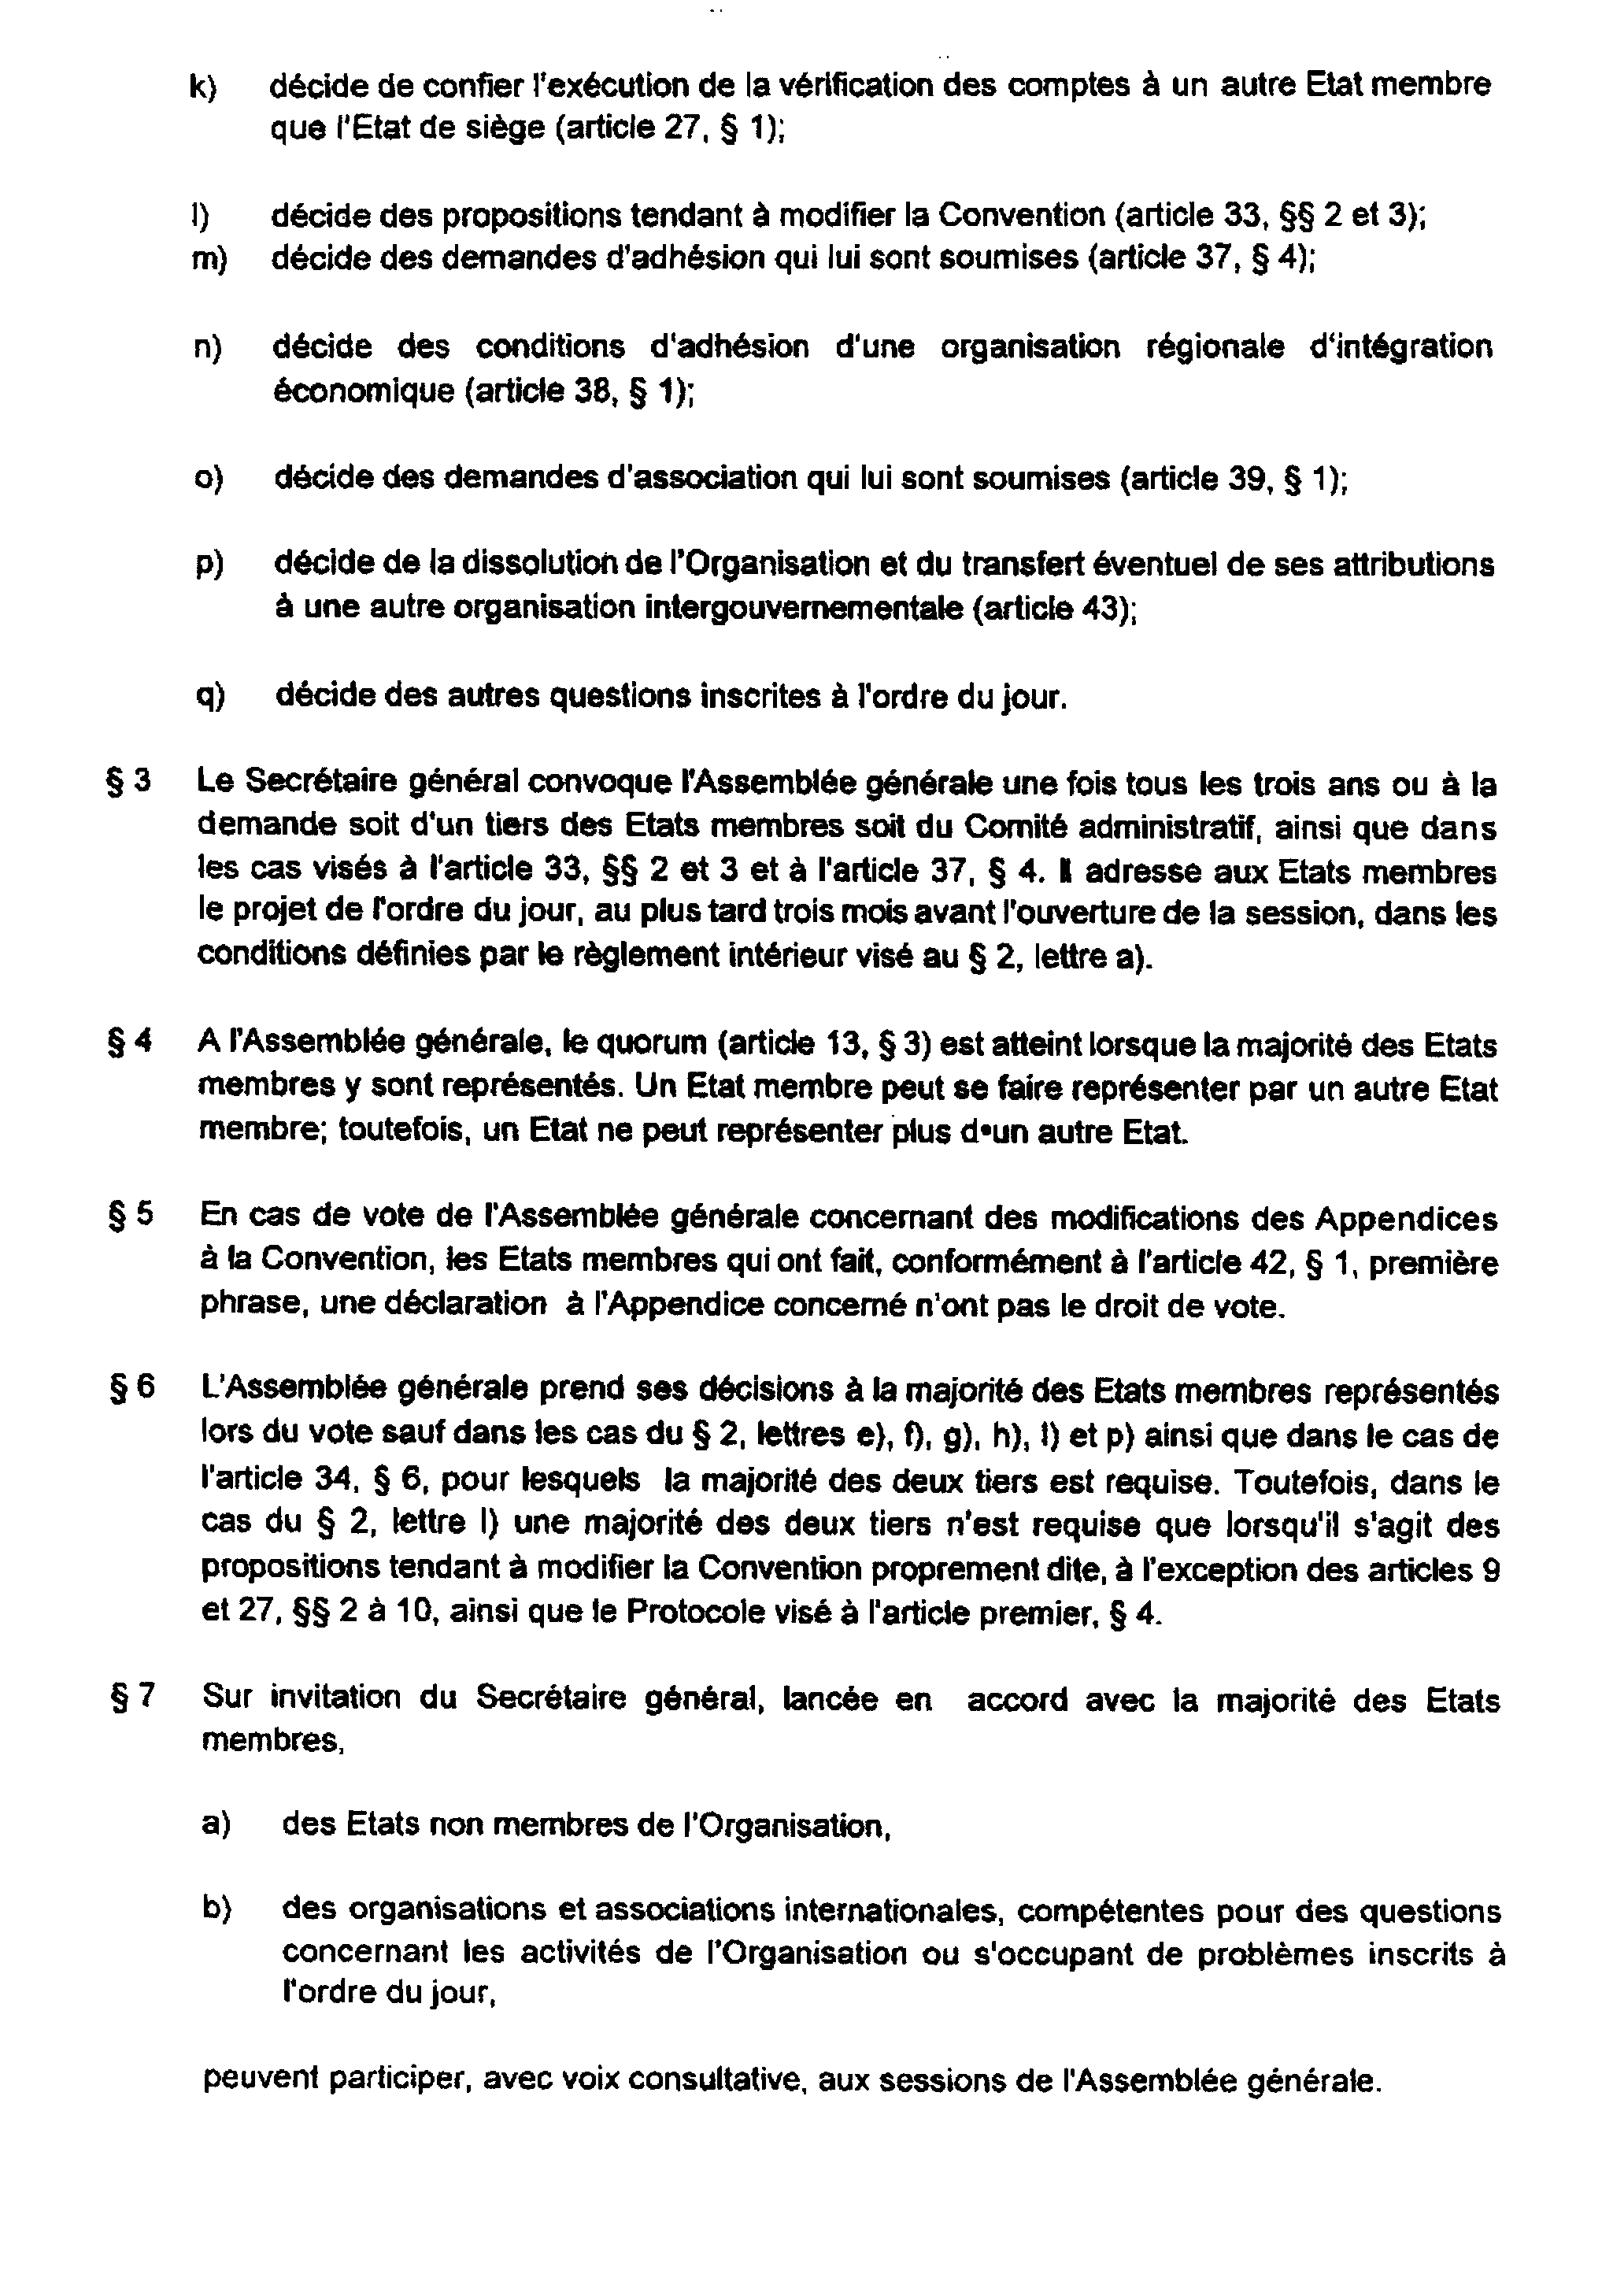 k) décide de confier l'exécution de la vérification des comptes à un autre Etat membre
que l'Etat de siège (article 27, § 1);
l) décide des propositions tendant à modifier la Convention (article 33, §§ 2 et 3);
m) décide des demandes d'adhésion qui lui sont soumises (article 37, § 4);
n) décide des conditions d'adhésion d'une organisation régionale d'intégration
économique (article 38, § 1);
o) décide des demandes d'association qui lui sont soumises (article 39, § 1);
p) décide de la dissolution de l'Organisation et du transfert éventuel de ses attributions
à une autre organisation intergouvernementale (article 43);
q) décide des autres questions inscrites à l'ordre du jour.
§ 3 Le Secrétaire général convoque l'Assemblée générale une fois tous les trois ans ou à la
demande soit d'un tiers des Etats membres soit du Comité administratif, ainsi que dans
les cas visés à l'article 33, §§ 2 et 3 et à l'article 37, § 4. Il adresse aux Etats membres
le projet de l'ordre du jour, au plus tard trois mois avant l'ouverture de la session, dans les
conditions définies par le règlement intérieur visé au § 2, lettre a).
§ 4 A l'Assemblée générale, le quorum (article 13, § 3) est atteint lorsque la majorité des Etats
membres y sont représentés. Un Etat membre peut se faire représenter par un autre Etat
membre; toutefois, un Etat ne peut représenter plus d•un autre Etat.
§ 5 En cas de vote de l'Assemblée générale concernant des modifications des Appendices
à la Convention, les Etats membres qui ont fait, conformément à l'article 42, § 1, première
phrase, une déclaration à l'Appendice concerné n'ont pas le droit de vote.
§ 6 L'Assemblée générale prend ses décisions à la majorité des Etats membres représentés
lors du vote sauf dans les cas du § 2, lettres e), f), g), h), l) et p) ainsi que dans le cas de
l'article 34, § 6, pour lesquels la majorité des deux tiers est requise. Toutefois, dans le
cas du § 2, lettre l) une majorité des deux tiers n'est requise que lorsqu'il s'agit des
propositions tendant à modifier la Convention proprement dite, à l'exception des articles 9
et 27, §§ 2 à 10, ainsi que le Protocole visé à l'article premier, § 4.
§ 7 Sur invitation du Secrétaire général, lancée en accord avec la majorité des Etats
membres,
a) des Etats non membres de l'Organisation,
b) des organisations et associations internationales, compétentes pour des questions
concernant les activités de l'Organisation ou s'occupant de problèmes inscrits à
l'ordre du jour,
peuvent participer, avec voix consultative, aux sessions de l'Assemblée générale.